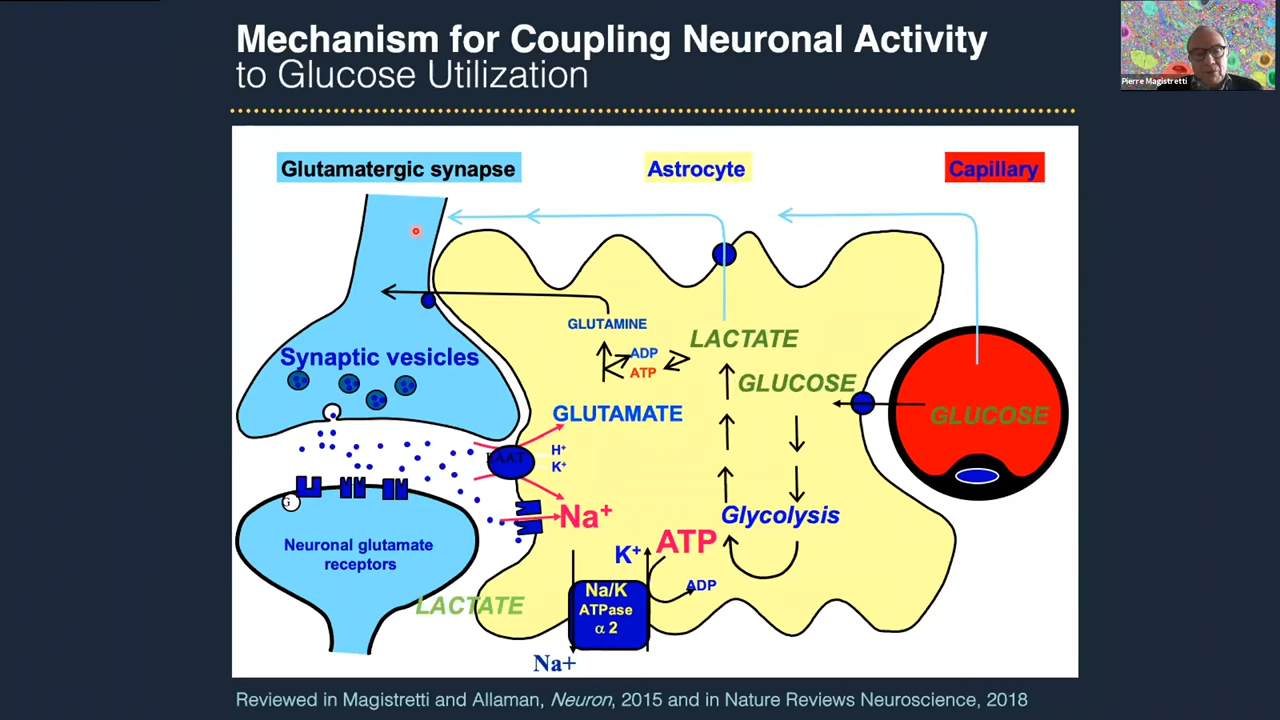 Mechanism for Coupling Neuronal Activity
to Glucose Utilization
Pierre Magistretti
Glutamatergic synapse
Astrocyte
Capillary
GLUTAMINE
LACTATE
ADP
ATP
Synaptic vesicles
GLUCOSE
GLUCOSE
GLUTAMATE
H+
K+
Na+
Glycolysis
ATP
K+
Neuronal glutamate
receptors
ADP
Na/K
ATPase
α 2
LACTATE
Na+
Reviewed in Magistretti and Allaman, Neuron, 2015 and in Nature Reviews Neuroscience, 2018